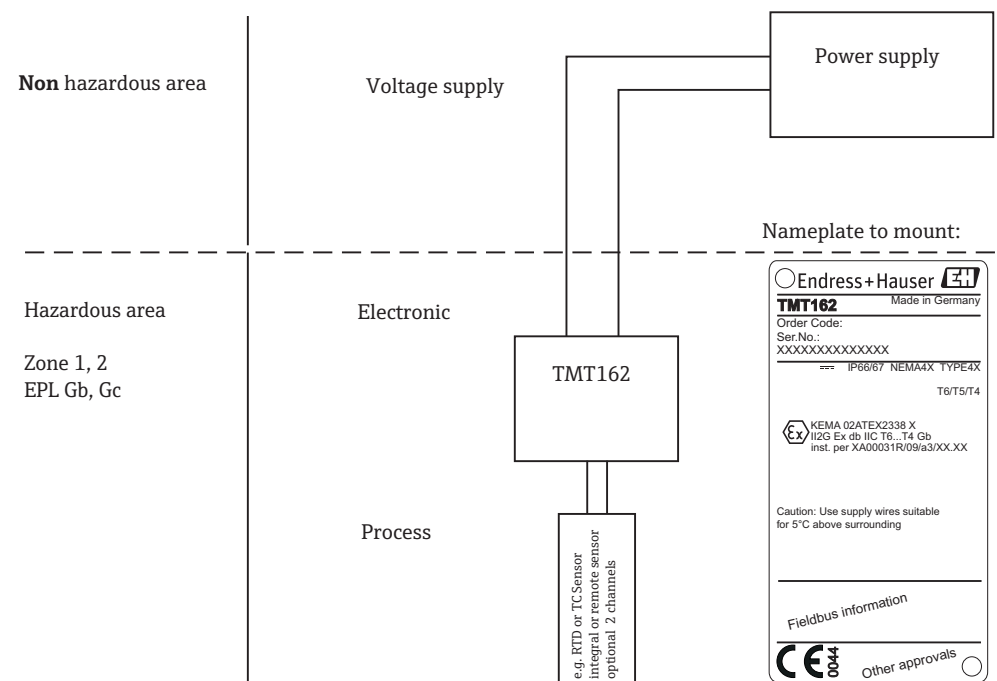 Non hazardous area
Voltage supply
Power supply
Nameplate to mount:
Hazardous area
Zone 1, 2
EPL Gb, Gc
Electronic
TMT162
Process
e.g. RTD or TC Sensor
integral or remote sensor
optional 2 channels
Endress+Hauser EH
TMT162
Made in Germany
Order Code:
Ser.No.:
XXXXXXXXXXXXXX
IP66/67 NEMA4X TYPE4X
T6/T5/T4
Ex
KEMA 02ATEX2338 X
II2G Ex db IIC T6...T4 Gb
inst. per XA00031R/09/a3/XX.XX
Caution: Use supply wires suitable
for 5°C above surrounding
Fieldbus information
CE 0044
Other approvals